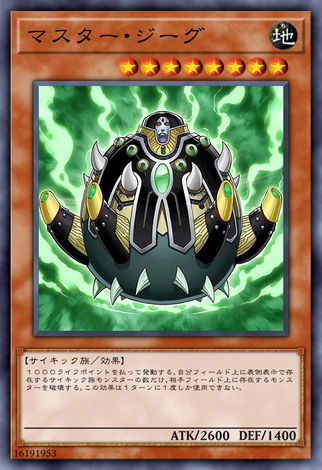 マスター・ジーグ
地
【サイキック族／効果】
１０００ライフポイントを払って発動する。自分フィールド上に表側表示で存
在するサイキック族モンスターの数だけ、相手フィールド上に存在するモンス
ターを破壊する。この効果は１ターンに１度しか使用できない。
ATK/2600 DEF/1400
16191953